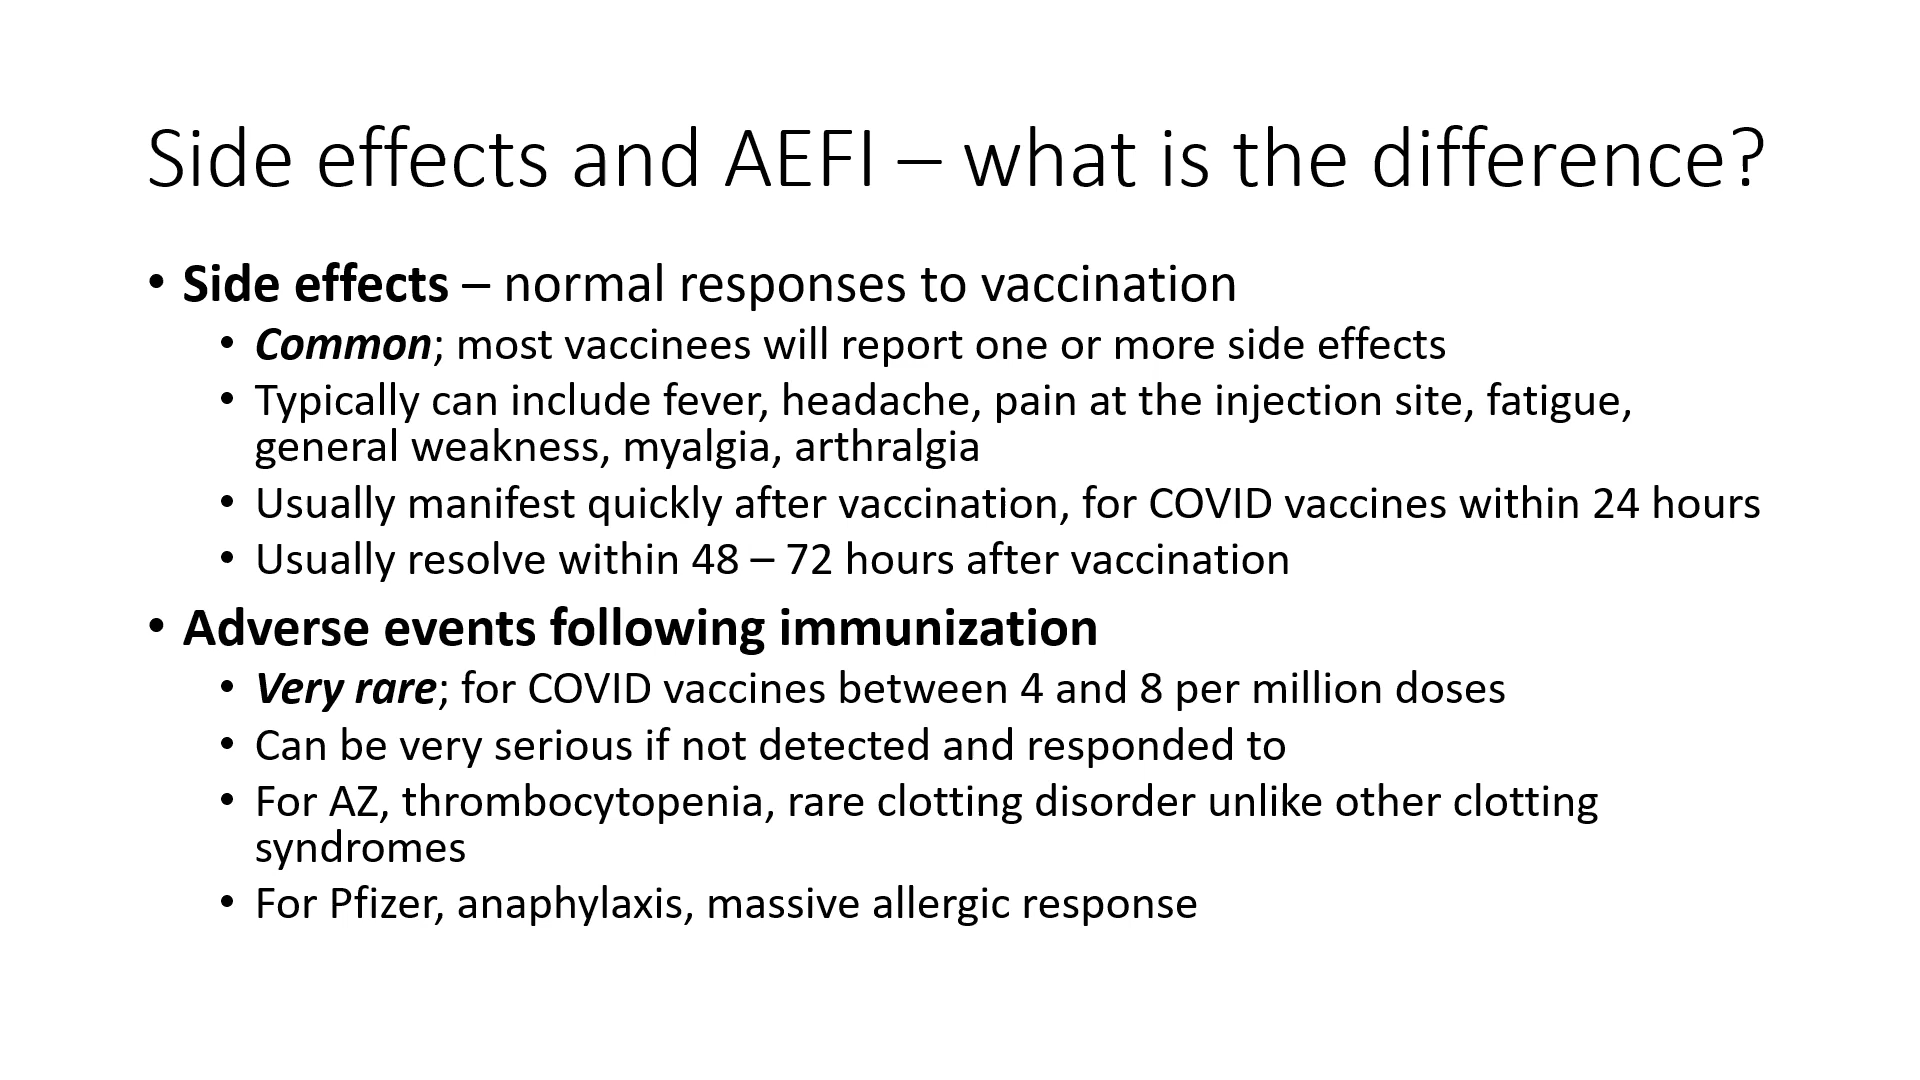 Side effects and AEFI – what is the difference?
• Side effects – normal responses to vaccination
• Common; most vaccinees will report one or more side effects
• Typically can include fever, headache, pain at the injection site, fatigue,
general weakness, myalgia, arthralgia
• Usually manifest quickly after vaccination, for COVID vaccines within 24 hours
• Usually resolve within 48 – 72 hours after vaccination
• Adverse events following immunization
• Very rare; for COVID vaccines between 4 and 8 per million doses
• Can be very serious if not detected and responded to
• For AZ, thrombocytopenia, rare clotting disorder unlike other clotting
syndromes
• For Pfizer, anaphylaxis, massive allergic response